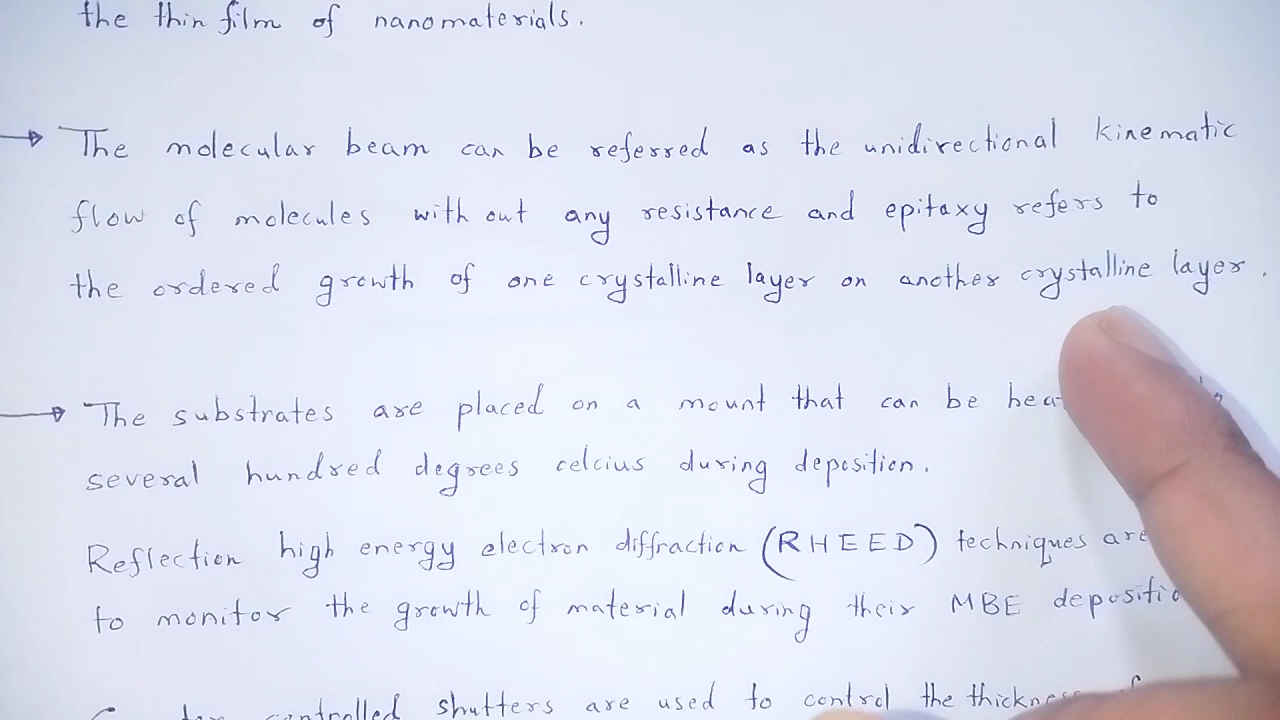 the thin film of nanomaterials.
→ The molecular beam can be referred as the unidirectional kinematic
flow of molecules with out any resistance and epitaxy refers to
the ordered growth of one crystalline layer on another crystalline layer.
→ The substrates are placed on a mount that can be
several hundred degrees celcius during deposition.
Reflection high energy electron diffraction (RHEED) techniques are
to monitor the growth of material during their MBE
controlled shutters are used to control the